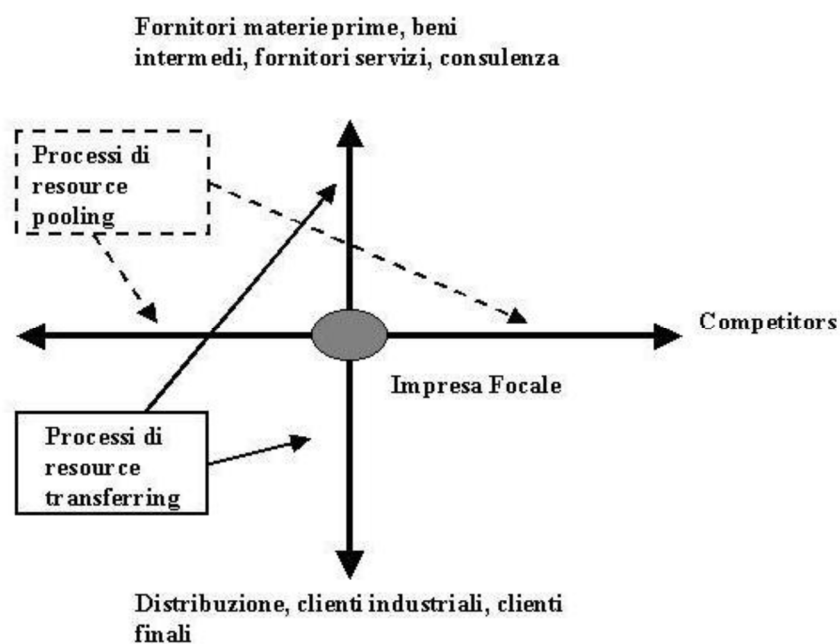 Fornitori materie prime, beni
intermedi, fornitori servizi, consulenza
Processi di
resource
pooling
Competitors
Impresa Focale
Processi di
resource
transferring
Distribuzione, clienti industriali, clienti
finali